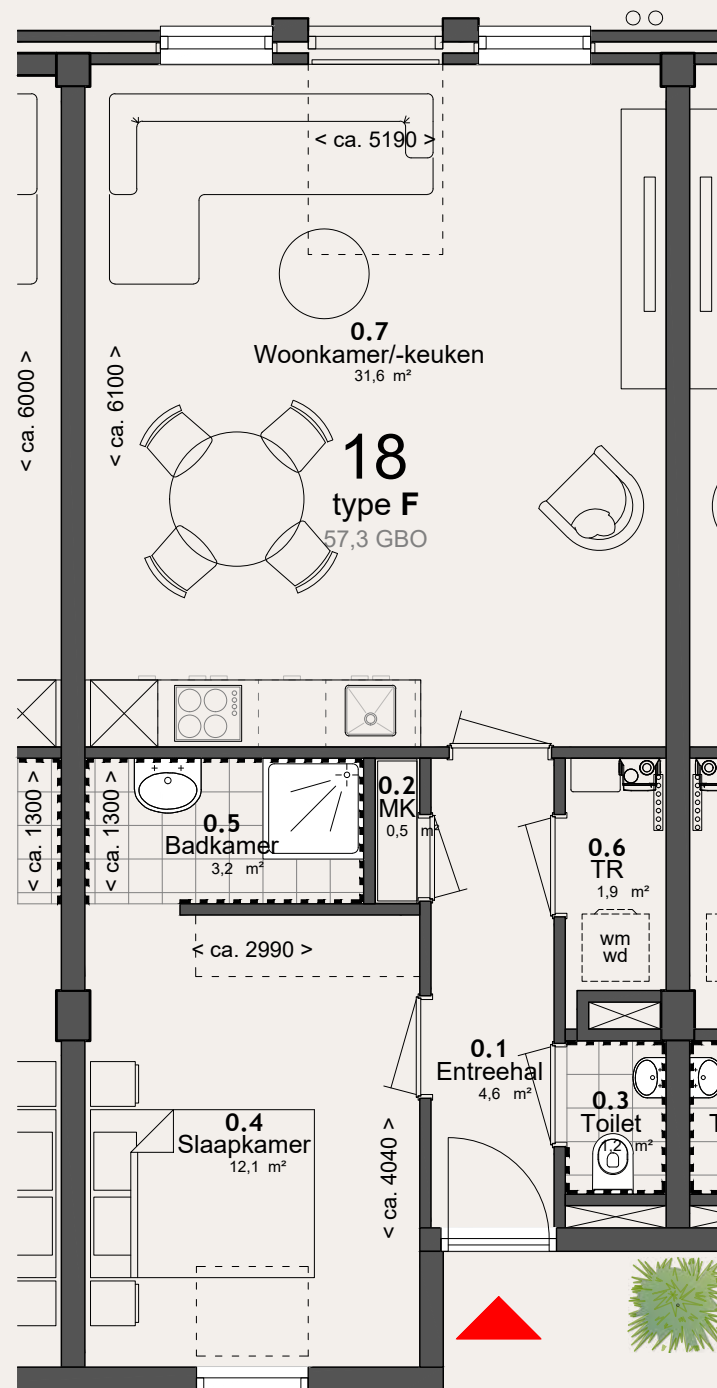 < ca. 5190 >
0.7
Woonkamer/-keuken
31,6 m²
< ca. 6000 >
< ca. 6100 >
18
type F
57,3 GBO
< ca. 1300 >
< ca. 1300 >
0.5
Badkamer
3,2 m²
0.2
MK
0,5 m²
0.6
TR
1,9 m²
wm
wd
< ca. 2990 >
0.1
Entreehal
4,6 m²
0.3
Toilet
1,2 m²
T
0.4
Slaapkamer
12,1 m²
< ca. 4040 >